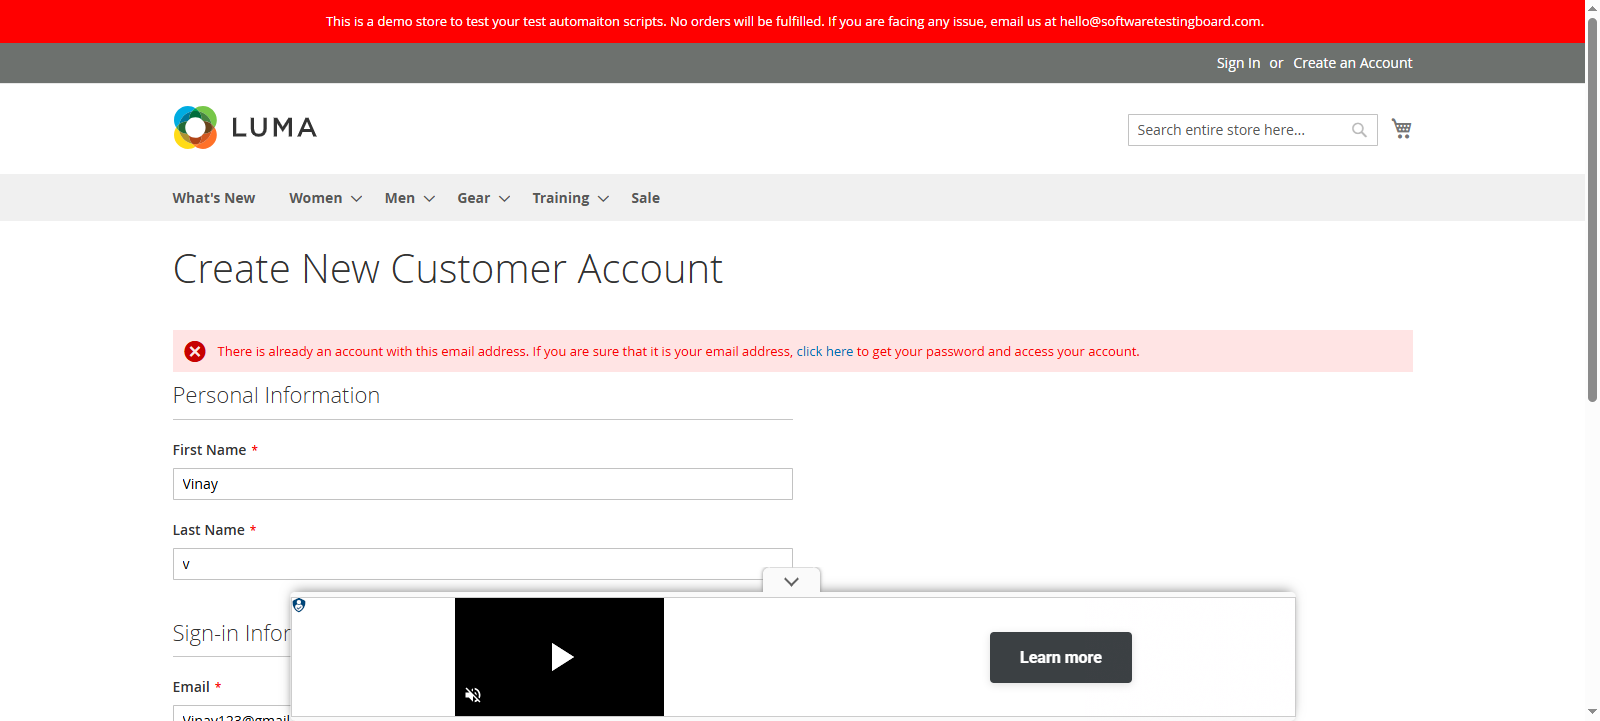 This is a demo store to test your test automaiton scripts. No orders will be fulfilled. If you are facing any issue, email us at hello@softwaretestingboard.com.
Sign In or Create an Account
LUMA
Search entire store here...
What's New Women Men Gear Training Sale
Create New Customer Account
There is already an account with this email address. If you are sure that it is your email address, click here to get your password and access your account.
Personal Information
First Name *
Vinay
Last Name *
v
Sign-in Infor
Learn more
Email *
Vinay123@gmail